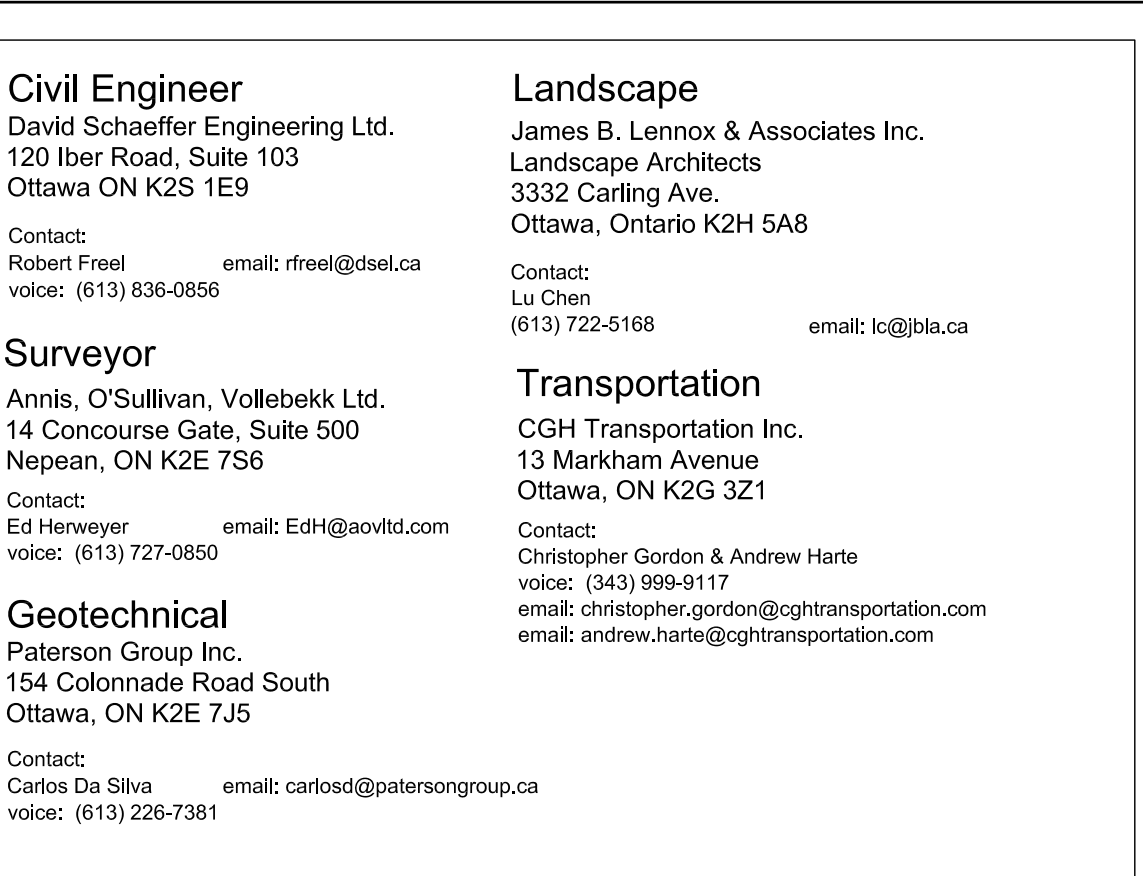 Civil Engineer
David Schaeffer Engineering Ltd.
120 Iber Road, Suite 103
Ottawa ON K2S 1E9
Contact:
Robert Freel email: rfreel@dsel.ca
voice: (613) 836-0856
Surveyor
Annis, O'Sullivan, Vollebekk Ltd.
14 Concourse Gate, Suite 500
Nepean, ON K2E 7S6
Contact:
Ed Herweyer email: EdH@aovltd.com
voice: (613) 727-0850
Geotechnical
Paterson Group Inc.
154 Colonnade Road South
Ottawa, ON K2E 7J5
Contact:
Carlos Da Silva email: carlosd@patersongroup.ca
voice: (613) 226-7381
Landscape
James B. Lennox & Associates Inc.
Landscape Architects
3332 Carling Ave.
Ottawa, Ontario K2H 5A8
Contact:
Lu Chen
(613) 722-5168 email: lc@jbla.ca
Transportation
CGH Transportation Inc.
13 Markham Avenue
Ottawa, ON K2G 3Z1
Contact:
Christopher Gordon & Andrew Harte
voice: (343) 999-9117
email: christopher.gordon@cghtransportation.com
email: andrew.harte@cghtransportation.com